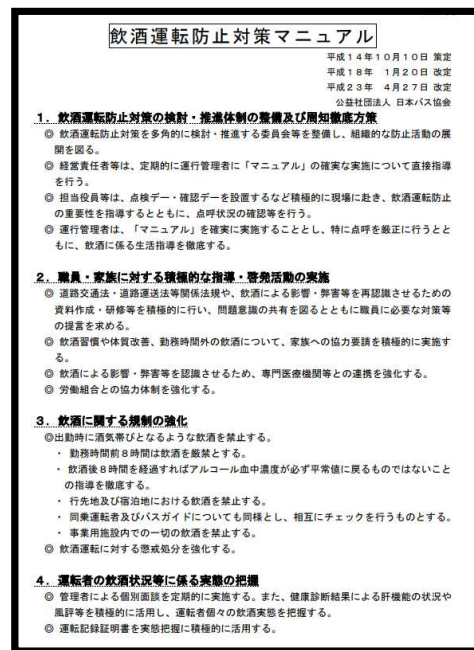 飲酒運転防止対策マニュアル
平成14年10月10日 策定
平成18年 1月20日 改定
平成23年 4月27日 改定
公益社団法人 日本バス協会
1．飲酒運転防止対策の検討・推進体制の整備及び周知徹底方策
◎ 飲酒運転防止対策を多角的に検討・推進する委員会等を整備し、組織的な防止活動の展
開を図る。
◎ 経営責任者等は、定期的に運行管理者に「マニュアル」の確実な実施について直接指導
を行う。
◎ 担当役員等は、点検デー・確認デーを設置するなど積極的に現場に赴き、飲酒運転防止
の重要性を指導するとともに、点呼状況の確認等を行う。
◎ 運行管理者は、「マニュアル」を確実に実施することとし、特に点呼を厳正に行うとと
もに、飲酒に係る生活指導を徹底する。
2．職員・家族に対する積極的な指導・啓発活動の実施
◎ 道路交通法・道路運送法等関係法規や、飲酒による影響・弊害等を再認識させるための
資料作成・研修等を積極的に行い、問題意識の共有を図るとともに職員に必要な対策等
の提言を求める。
◎ 飲酒習慣や体質改善、勤務時間外の飲酒について、家族への協力要請を積極的に実施す
る。
◎ 飲酒による影響・弊害等を認識させるため、専門医療機関等との連携を強化する。
◎ 労働組合との協力体制を強化する。
3．飲酒に関する規制の強化
◎出勤時に酒気帯びとなるような飲酒を禁止する。
・ 勤務時間前8時間は飲酒を厳禁とする。
・ 飲酒後8時間を経過すればアルコール血中濃度が必ず平常値に戻るものではないこと
の指導を徹底する。
・ 行先地及び宿泊地における飲酒を禁止する。
・ 同乗運転者及びバスガイドについても同様とし、相互にチェックを行うものとする。
・ 事業用施設内での一切の飲酒を禁止する。
◎ 飲酒運転に対する懲戒処分を強化する。
4．運転者の飲酒状況等に係る実態の把握
◎ 管理者による個別面談を定期的に実施する。また、健康診断結果による肝機能の状況や
風評等を積極的に活用し、運転者個々の飲酒実態を把握する。
◎ 運転記録証明書を実態把握に積極的に活用する。